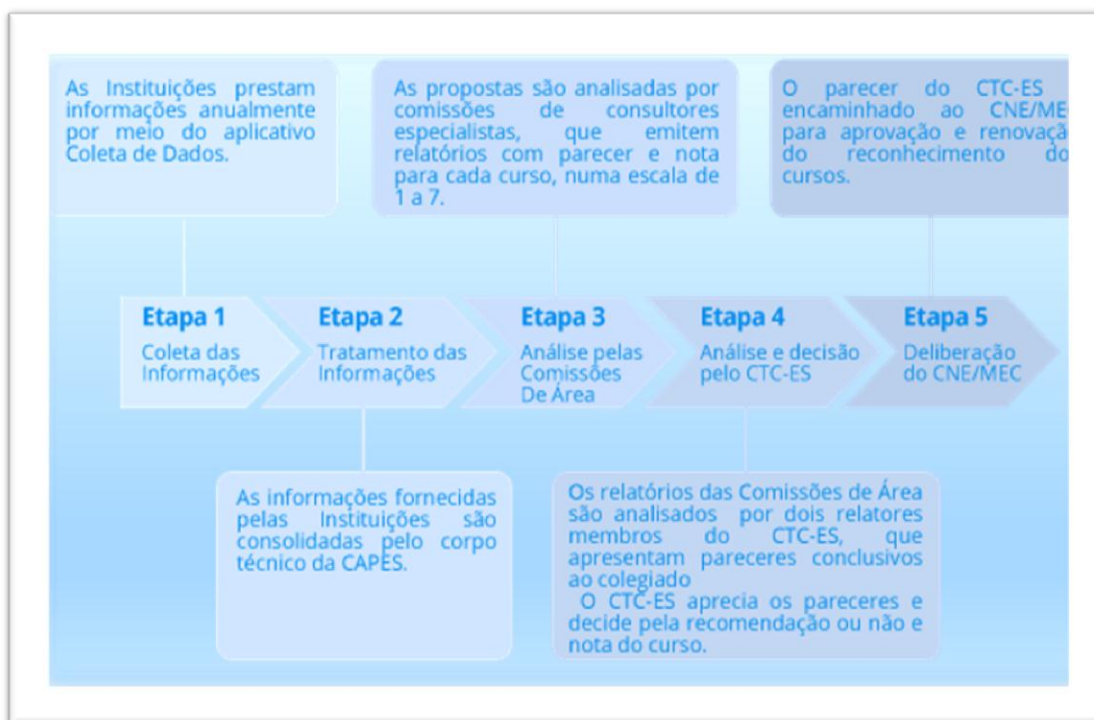 As Instituições prestam
informações anualmente
por meio do aplicativo
Coleta de Dados.
As propostas são analisadas por
comissões de consultores
especialistas, que emitem
relatórios com parecer e nota
para cada curso, numa escala de
1 a 7.
O parecer do CTC-ES
encaminhado ao CNE/ME
para aprovação e renovaçã
do reconhecimento do
cursos.
Etapa 1
Coleta das
Informações
Etapa 2
Tratamento das
Informações
Etapa 3
Análise pelas
Comissões
De Área
Etapa 4
Análise e decisão
pelo CTC-ES
Etapa 5
Deliberação
do CNE/MEC
As informações fornecidas
pelas Instituições são
consolidadas pelo corpo
técnico da CAPES.
Os relatórios das Comissões de Área
são analisados por dois relatores
membros do CTC-ES, que
apresentam pareceres conclusivos
ao colegiado
O CTC-ES aprecia os pareceres e
decide pela recomendação ou não e
nota do curso.